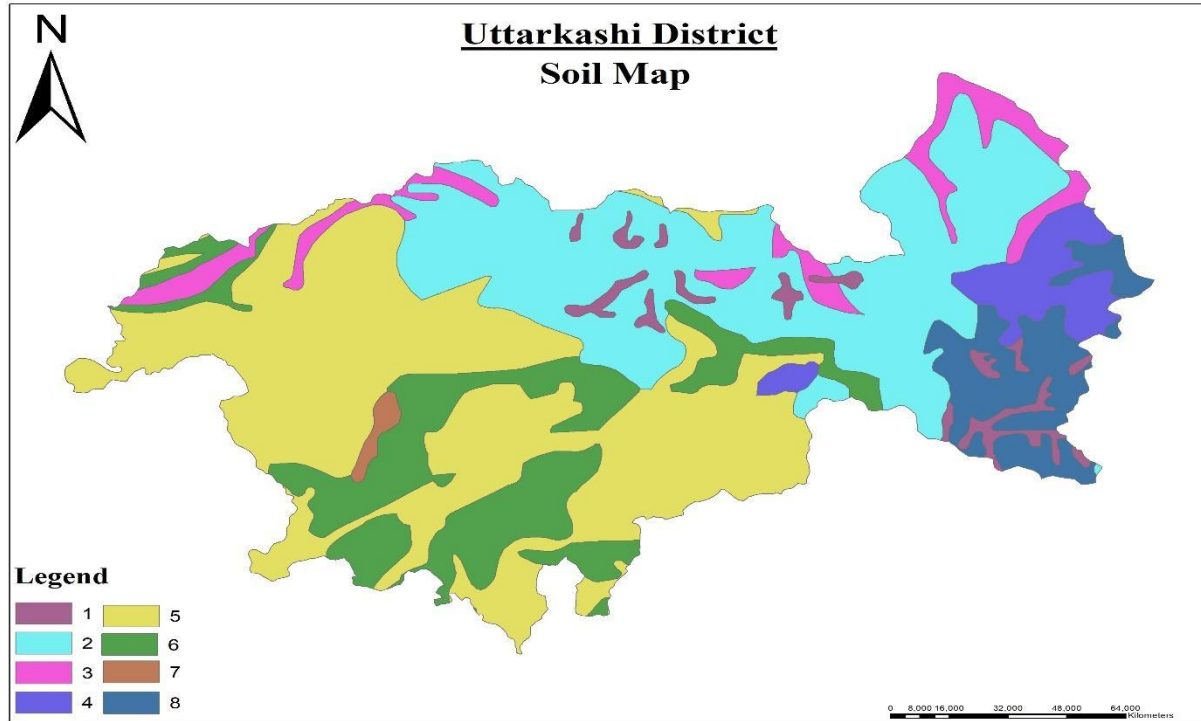 N
Uttarkashi District
Soil Map
Legend
1 5
2 6
3 7
4 8
0 8,000 16,000 32,000 48,000 64,000
Kilometers